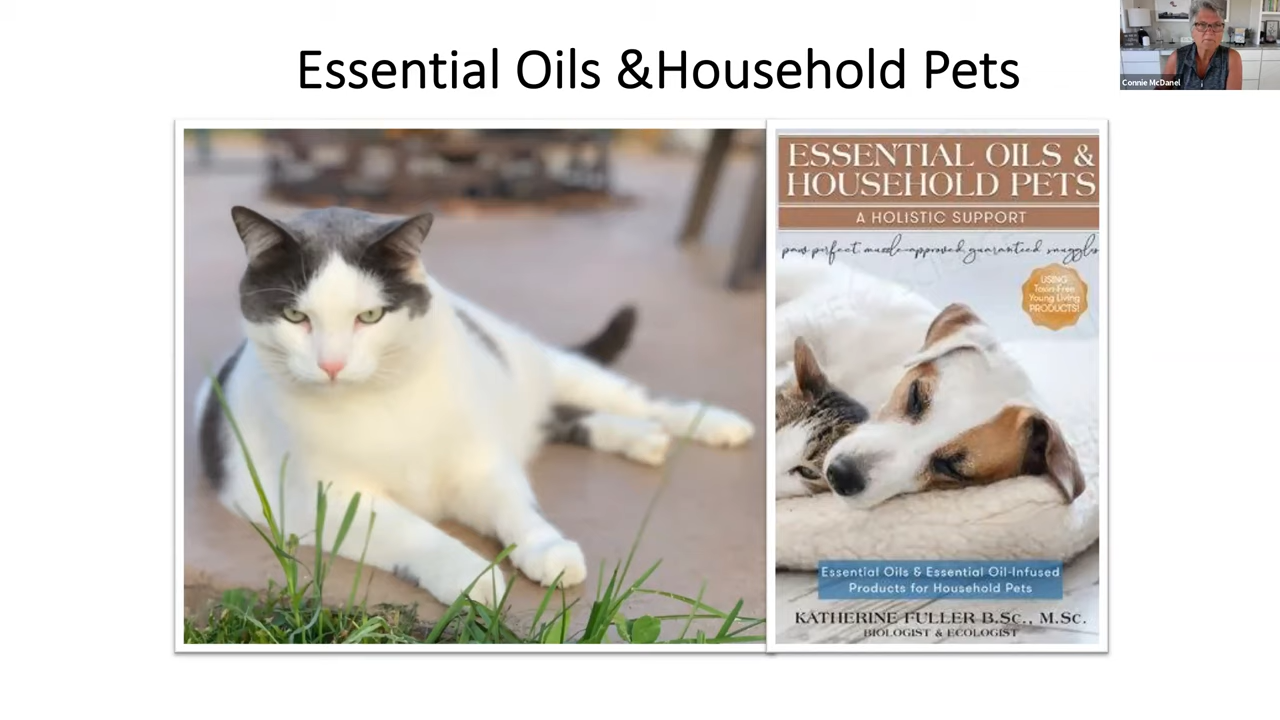 Essential Oils &Household Pets
Connie McDanel
ESSENTIAL OILS &
HOUSEHOLD PETS
A HOLISTIC SUPPORT
paw perfect, muzzle-approved, guaranteed snuggles
USING
Toxin-Free
Young Living
PRODUCTS!
Essential Oils & Essential Oil-Infused
Products for Household Pets
KATHERINE FULLER B.Sc., M.Sc.
BIOLOGIST & ECOLOGIST